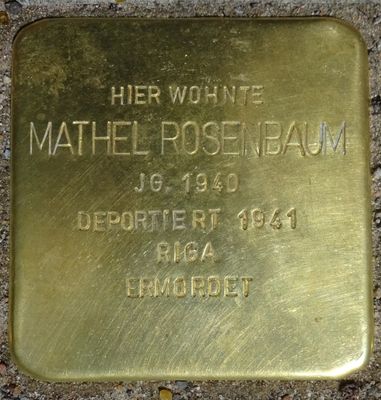 HIER WOHNTE
MATHEL ROSENBAUM
JG. 1940
DEPORTIERT 1941
RIGA
ERMORDET